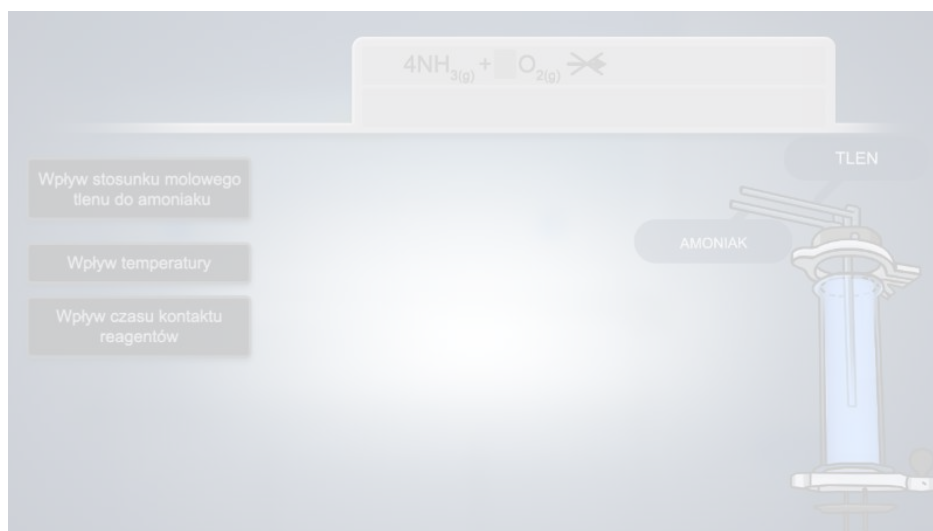 4NH3(g) + O2(g)
TLEN
Wpływ stosunku molowego
tlenu do amoniaku
AMONIAK
Wpływ temperatury
Wpływ czasu kontaktu
reagentów